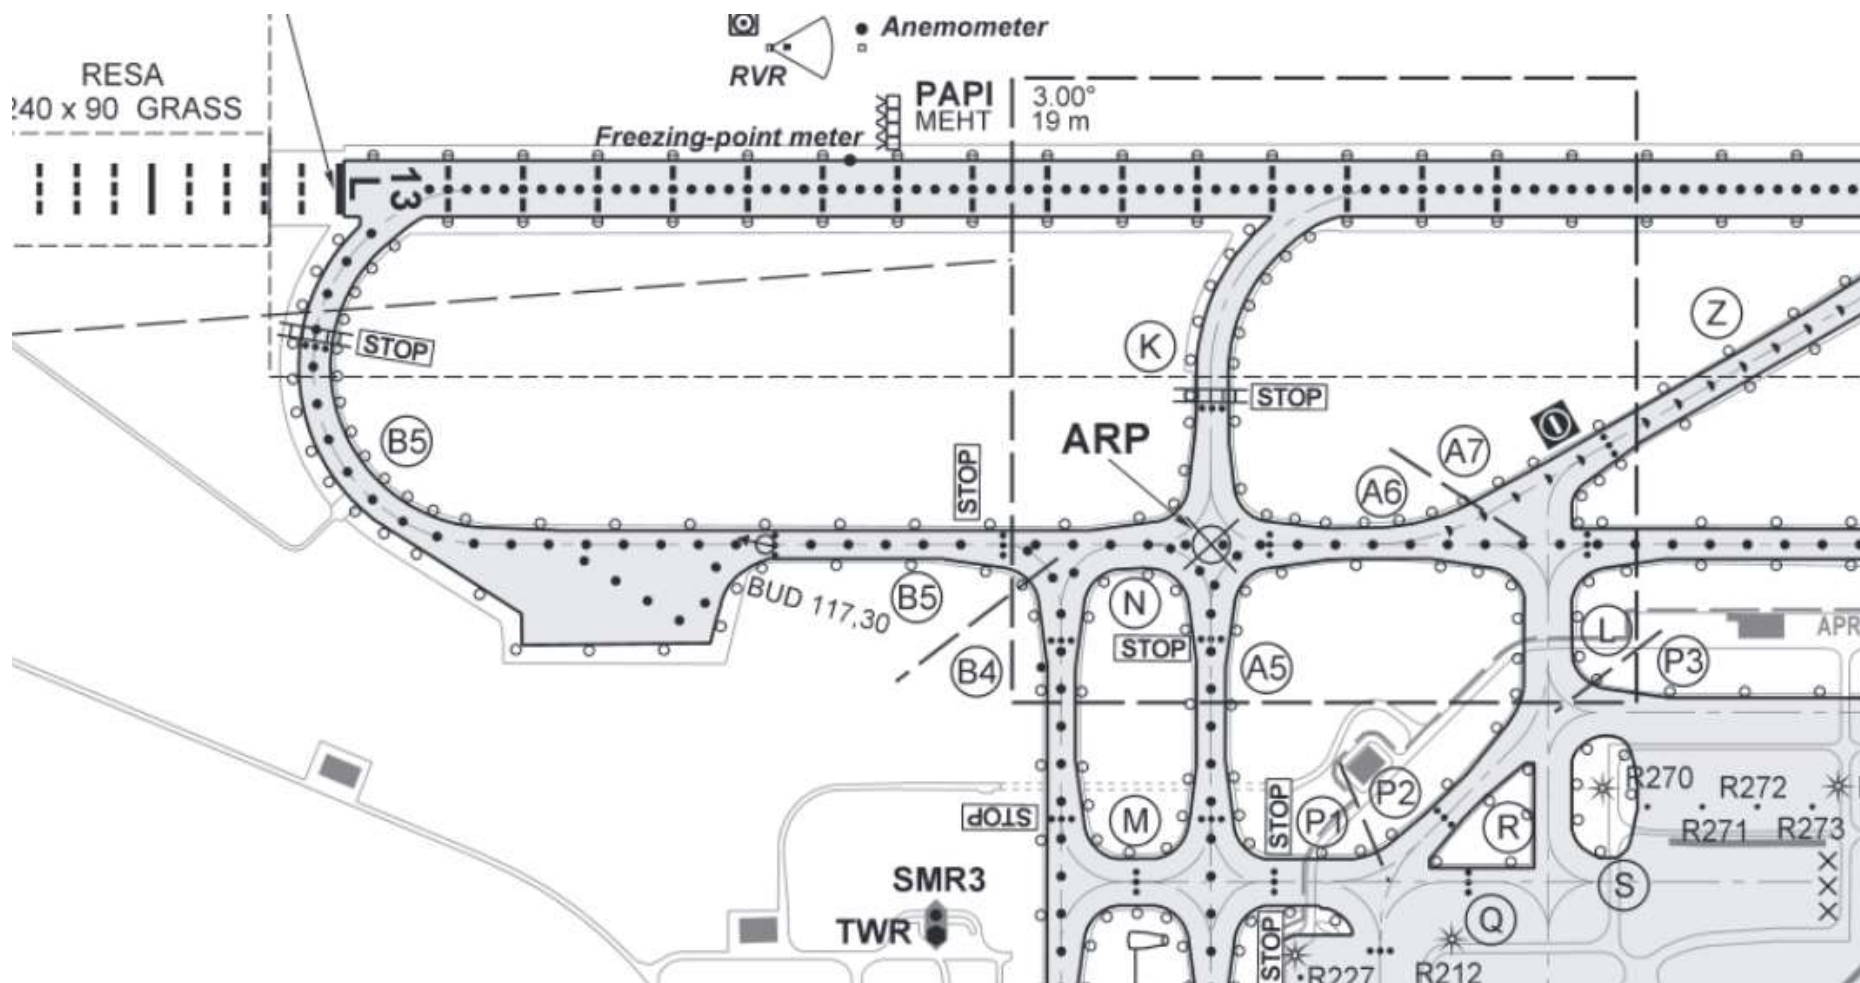 Anemometer
RVR
RESA
240 x 90 GRASS
PAPI
MEHT
3.00°
19 m
Freezing-point meter
13
L
Z
K
STOP
STOP
B5
ARP
A7
A6
STOP
BUD 117,30
B5
N
STOP
B4
A5
L
P3
APR
R270
R272
R271
R273
P2
P1
M
R
STOP
STOP
SMR3
TWR
S
Q
STOP
R227
R212